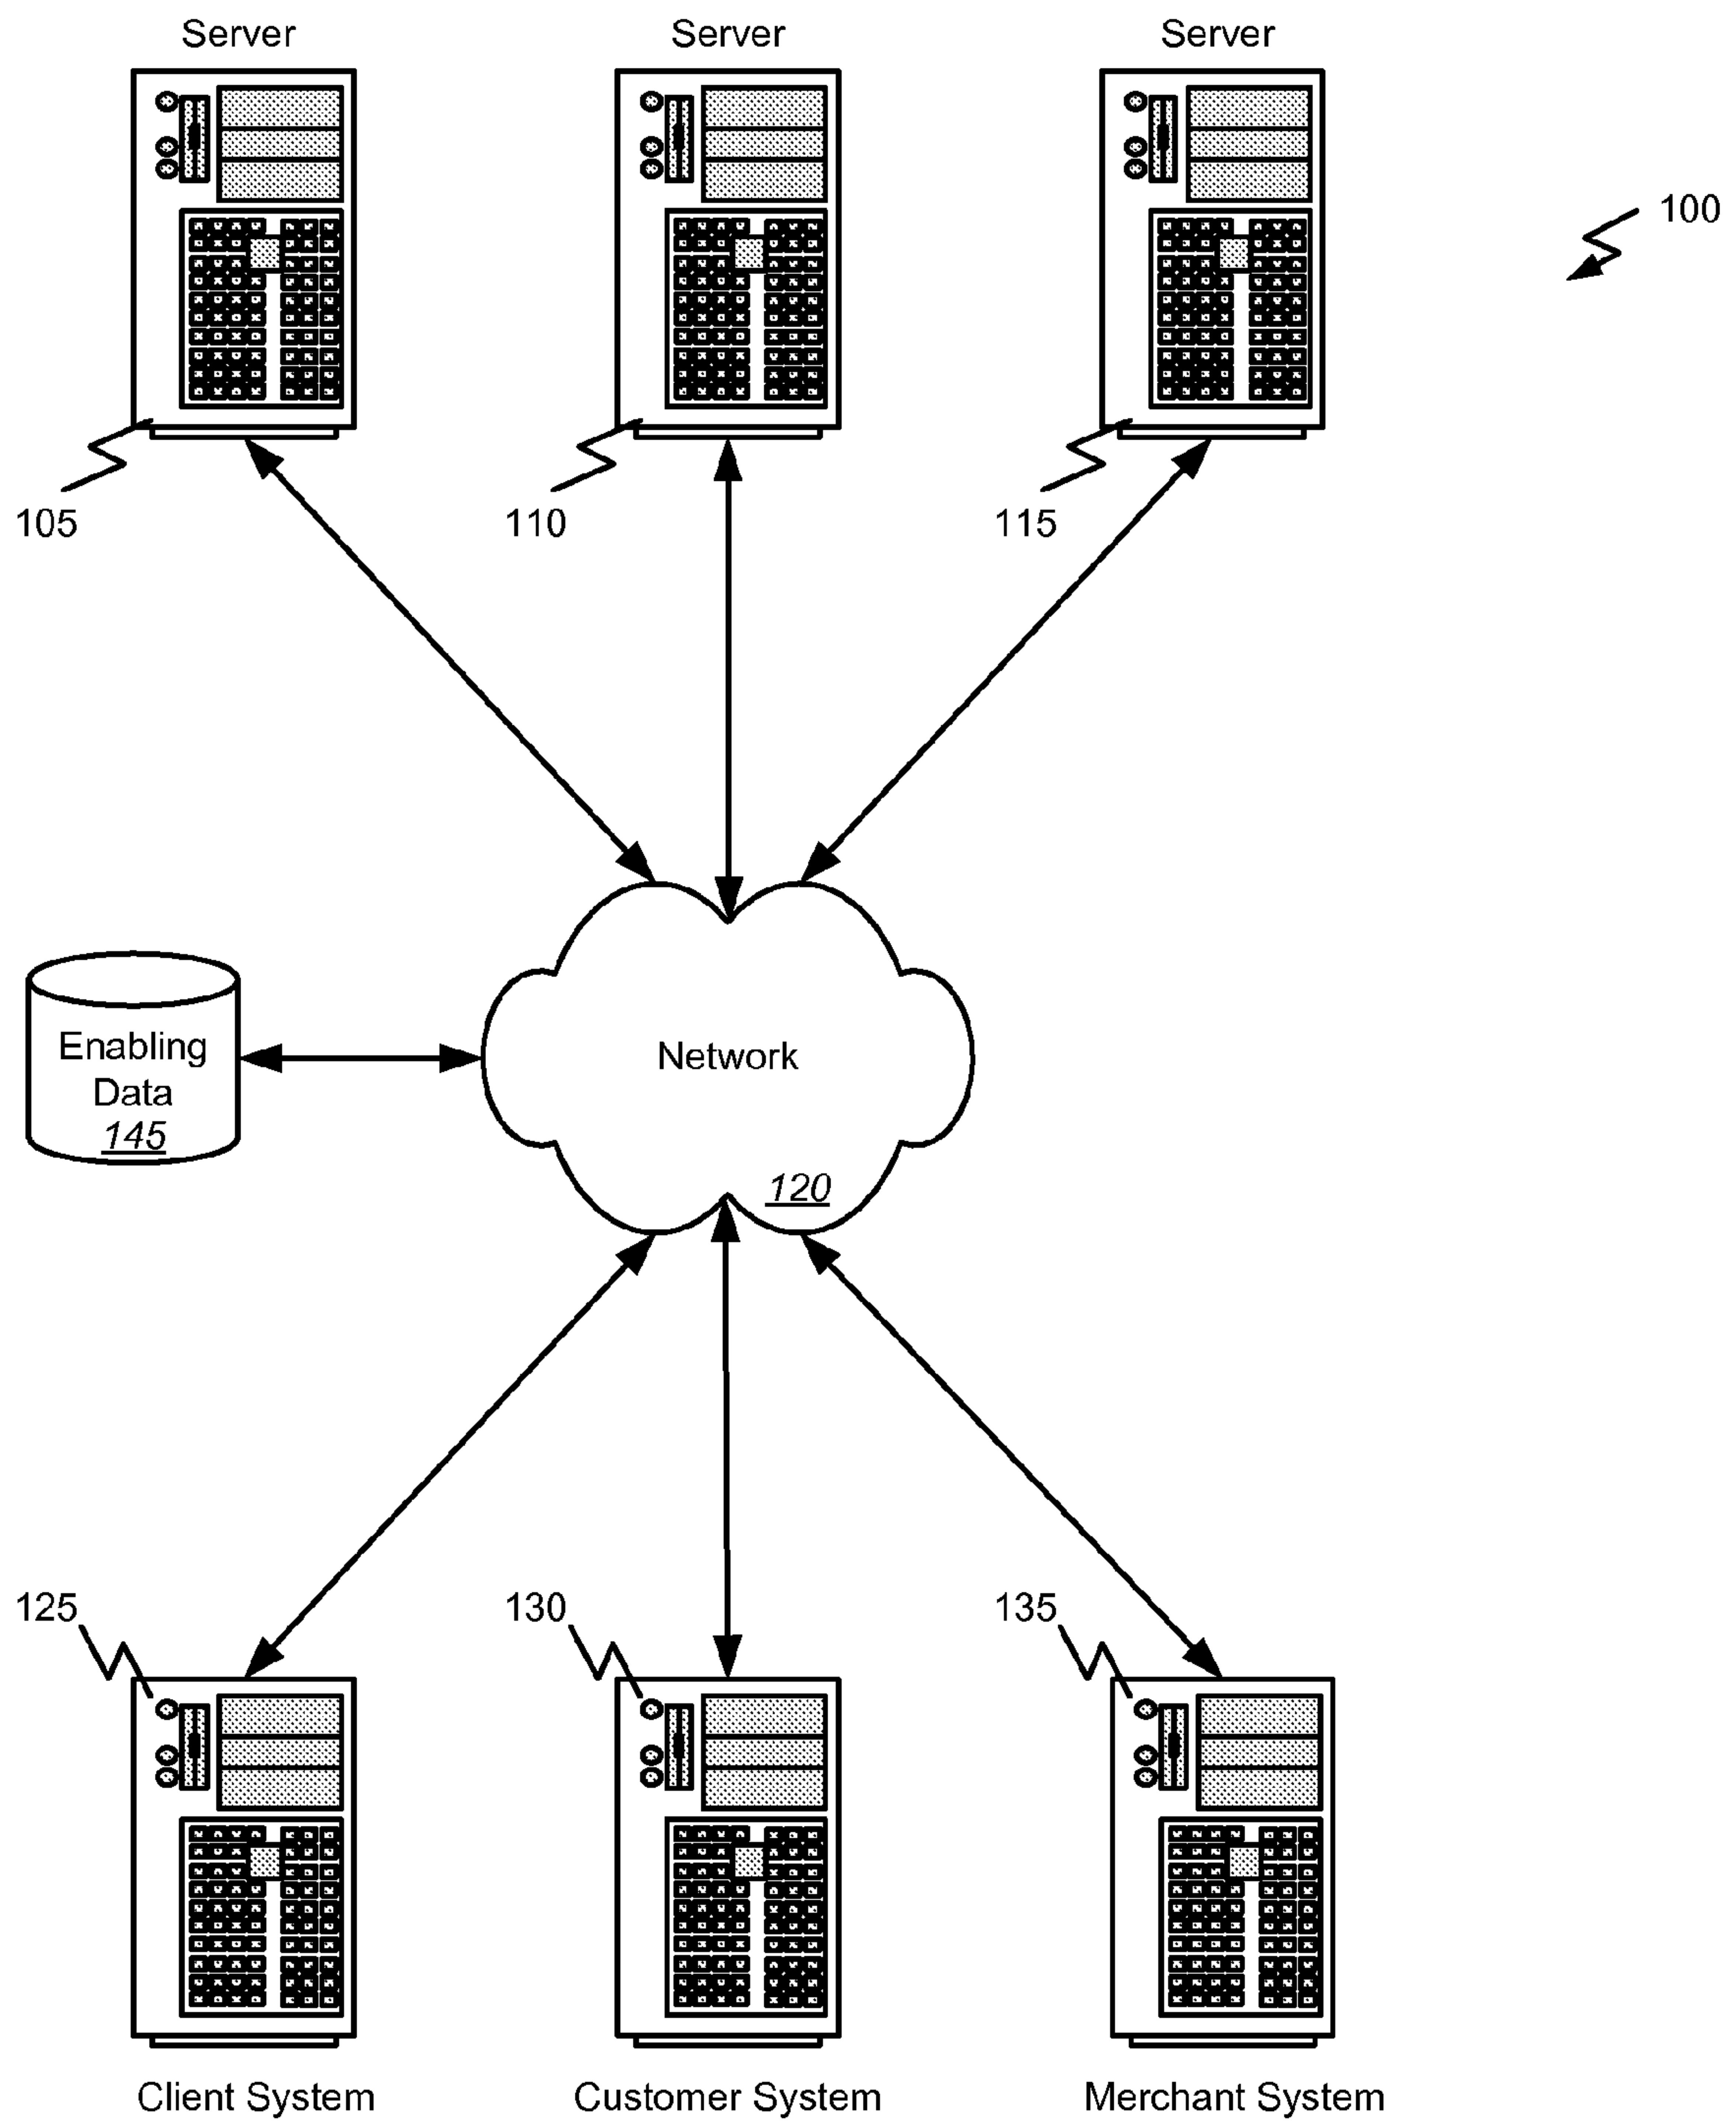 Server Server Server
100
105 110 115
Enabling
Data
145
Network
120
125 130 135
Client System Customer System Merchant System